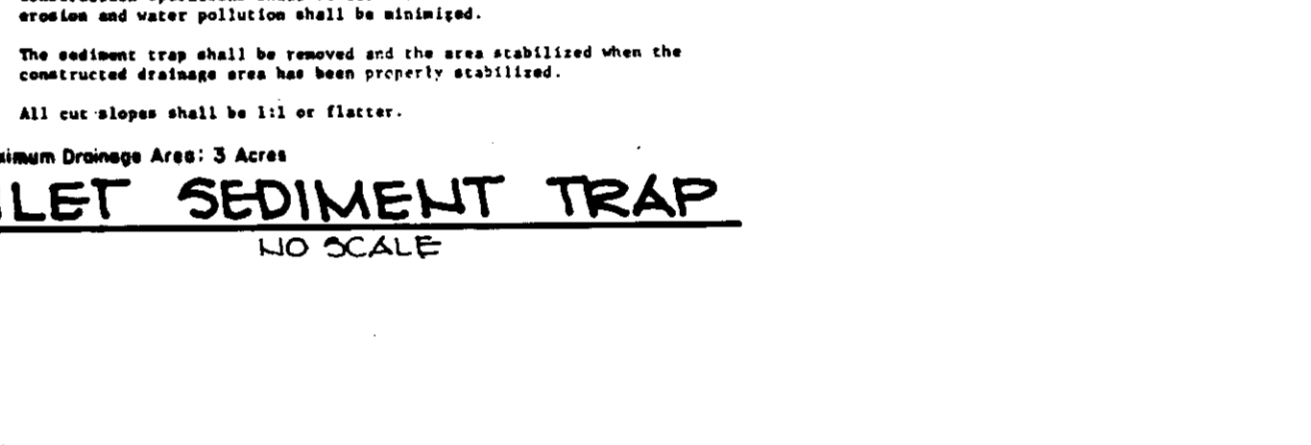 erosion and water pollution shall be minimized.
The sediment trap shall be removed and the area stabilized when the
constructed drainage area has been properly stabilized.
All cut slopes shall be 1:1 or flatter.
ximum Drainage Area: 3 Acres
LET SEDIMENT TRAP
NO SCALE